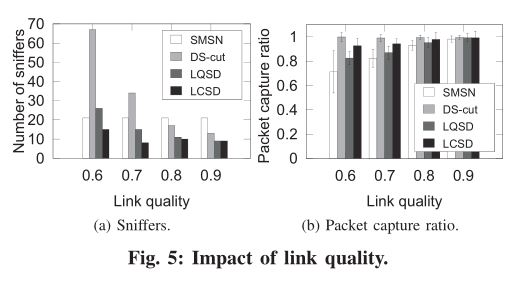 Number of sniffers
70
60
50
40
30
20
10
0
SMSN
DS-cut
LQSD
LCSD
0.6 0.7 0.8 0.9
Link quality
(a) Sniffers.
Packet capture ratio
1
0.8
0.6
0.4
0.2
0
SMSN
DS-cut
LQSD
LCSD
0.6 0.7 0.8 0.9
Link quality
(b) Packet capture ratio.
Fig. 5: Impact of link quality.